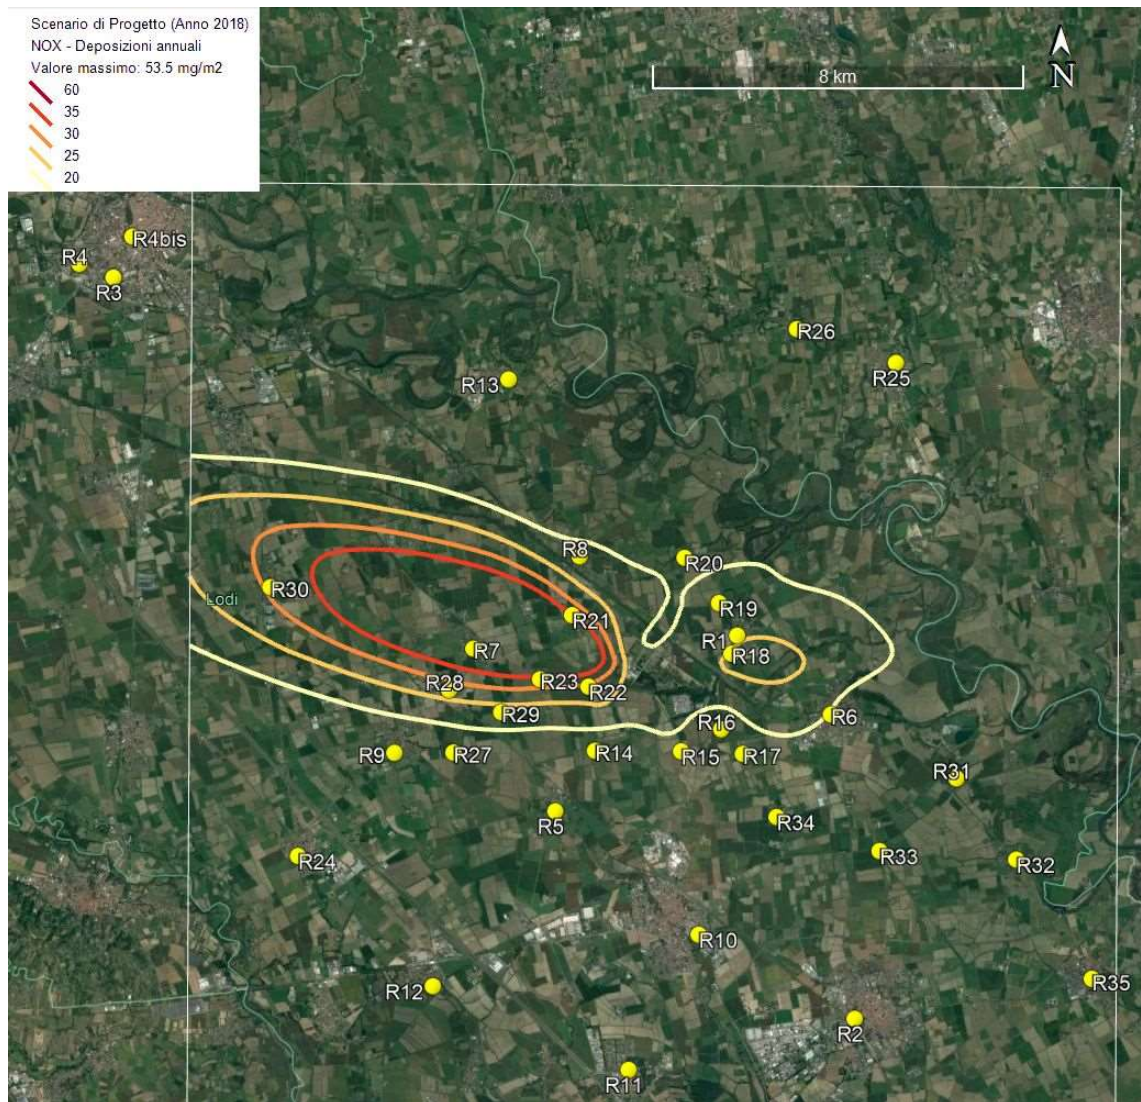 Scenario di Progetto (Anno 2018)
NOX - Deposizioni annuali
Valore massimo: 53.5 mg/m2
60
35
30
25
20
8 km
N
R4bis
R4
R3
R26
R25
R13
R8
R20
R30
Lodi
R19
R21
R1
R7
R18
R23
R28
R22
R29
R6
R16
R9
R27
R14
R15
R17
R31
R5
R34
R24
R33
R32
R10
R12
R35
R2
R11